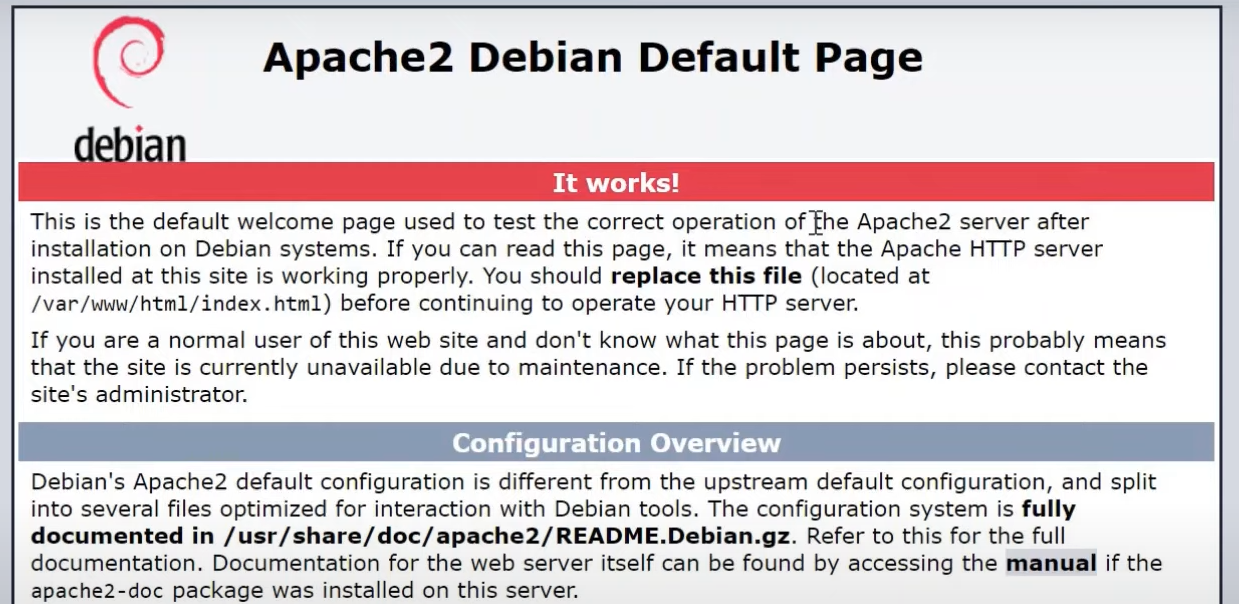 Apache2 Debian Default Page
debian
It works!
This is the default welcome page used to test the correct operation of the Apache2 server after
installation on Debian systems. If you can read this page, it means that the Apache HTTP server
installed at this site is working properly. You should replace this file (located at
/var/www/html/index.html) before continuing to operate your HTTP server.
If you are a normal user of this web site and don't know what this page is about, this probably means
that the site is currently unavailable due to maintenance. If the problem persists, please contact the
site's administrator.
Configuration Overview
Debian's Apache2 default configuration is different from the upstream default configuration, and split
into several files optimized for interaction with Debian tools. The configuration system is fully
documented in /usr/share/doc/apache2/README.Debian.gz. Refer to this for the full
documentation. Documentation for the web server itself can be found by accessing the manual if the
apache2-doc package was installed on this server.